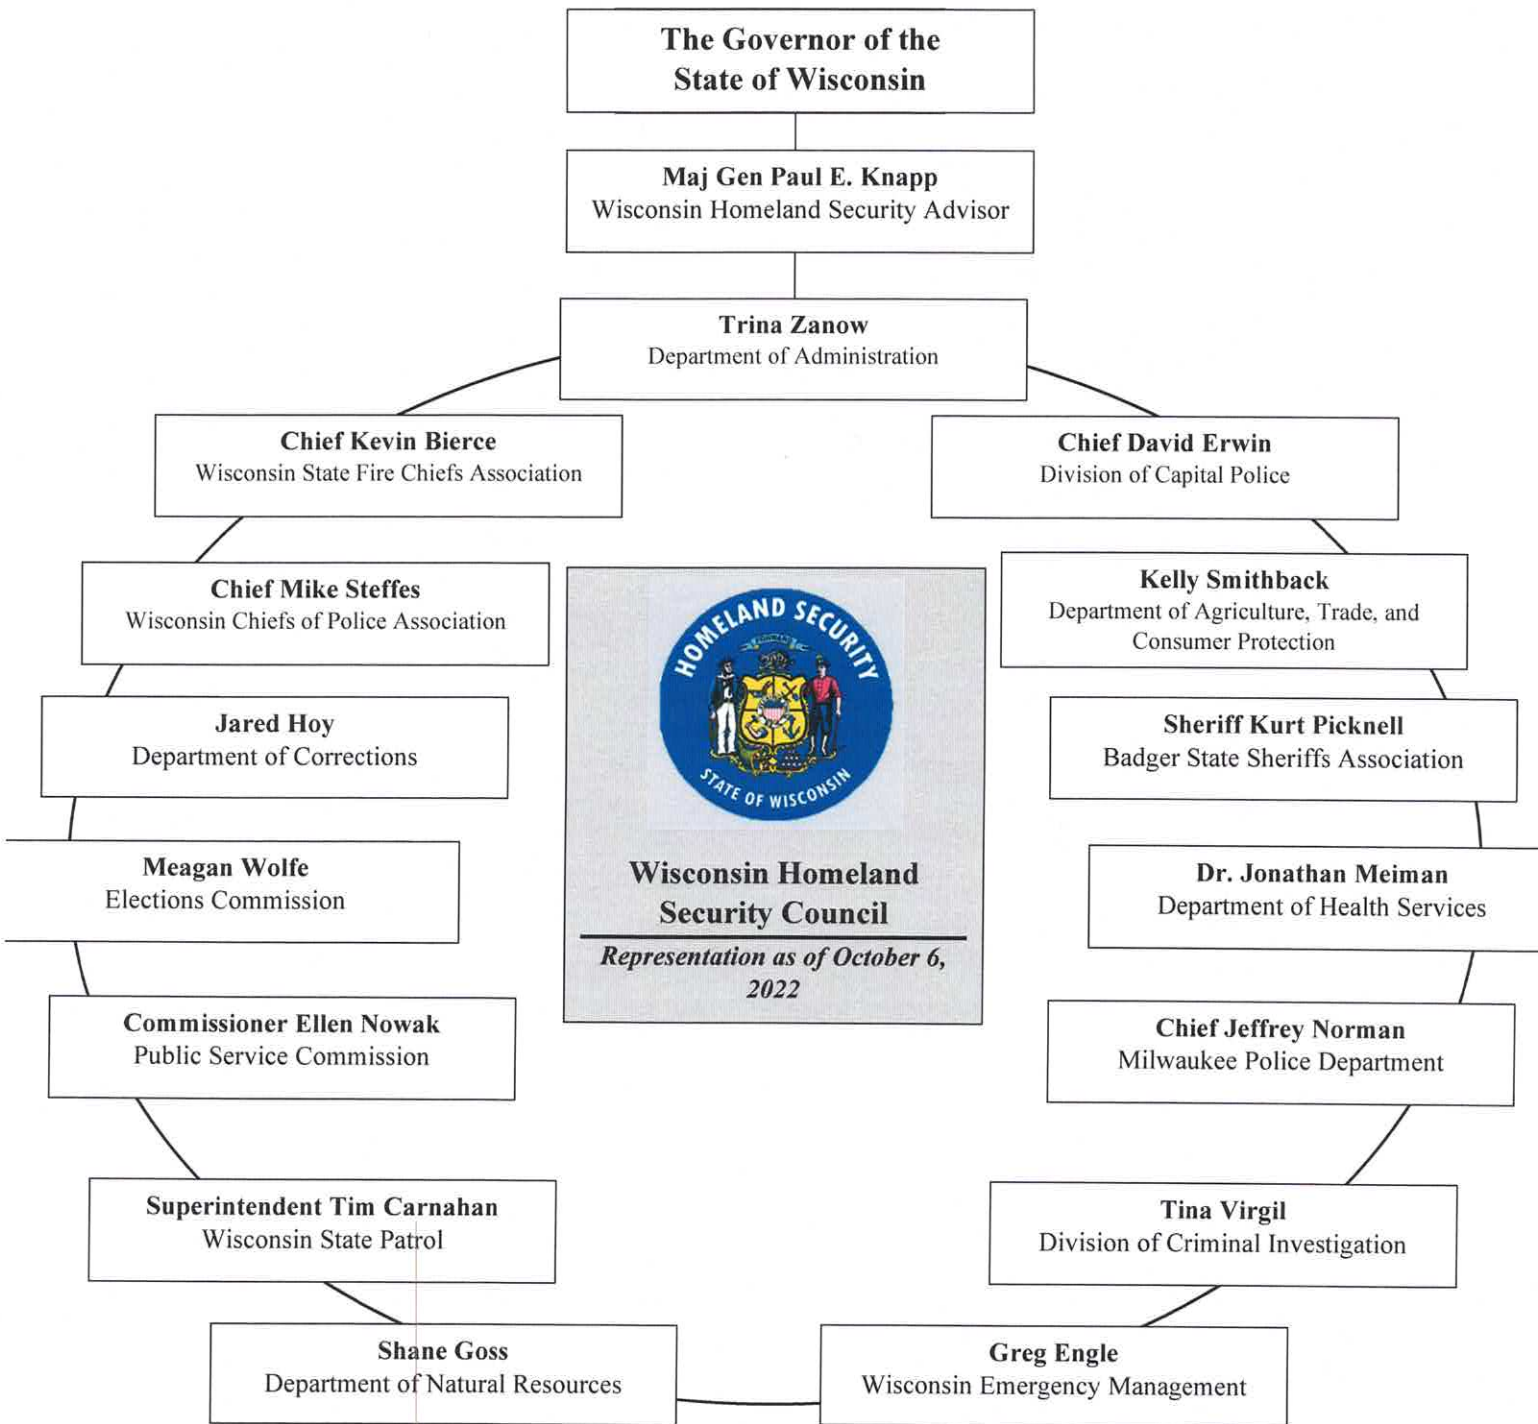 The Governor of the
State of Wisconsin
Maj Gen Paul E. Knapp
Wisconsin Homeland Security Advisor
Trina Zanow
Department of Administration
Chief Kevin Bierce
Wisconsin State Fire Chiefs Association
Chief David Erwin
Division of Capital Police
Chief Mike Steffes
Wisconsin Chiefs of Police Association
Kelly Smithback
Department of Agriculture, Trade, and
Consumer Protection
HOMELAND SECURITY
STATE OF WISCONSIN
Jared Hoy
Department of Corrections
Sheriff Kurt Picknell
Badger State Sheriffs Association
Meagan Wolfe
Elections Commission
Wisconsin Homeland
Security Council
Representation as of October 6,
2022
Dr. Jonathan Meiman
Department of Health Services
Commissioner Ellen Nowak
Public Service Commission
Chief Jeffrey Norman
Milwaukee Police Department
Superintendent Tim Carnahan
Wisconsin State Patrol
Tina Virgil
Division of Criminal Investigation
Shane Goss
Department of Natural Resources
Greg Engle
Wisconsin Emergency Management